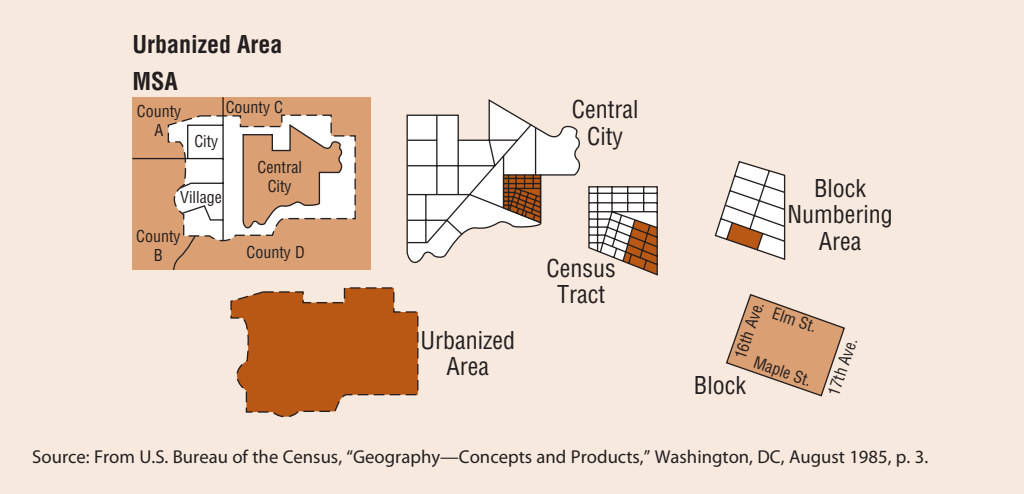 Urbanized Area
MSA
County
A
County C
City
Central
City
Village
County
B
County D
Central
City
Census
Tract
Block
Numbering
Area
Urbanized
Area
16th Ave.
Elm St.
Maple St.
17th Ave.
Block
Source: From U.S. Bureau of the Census, “Geography—Concepts and Products,” Washington, DC, August 1985, p. 3.